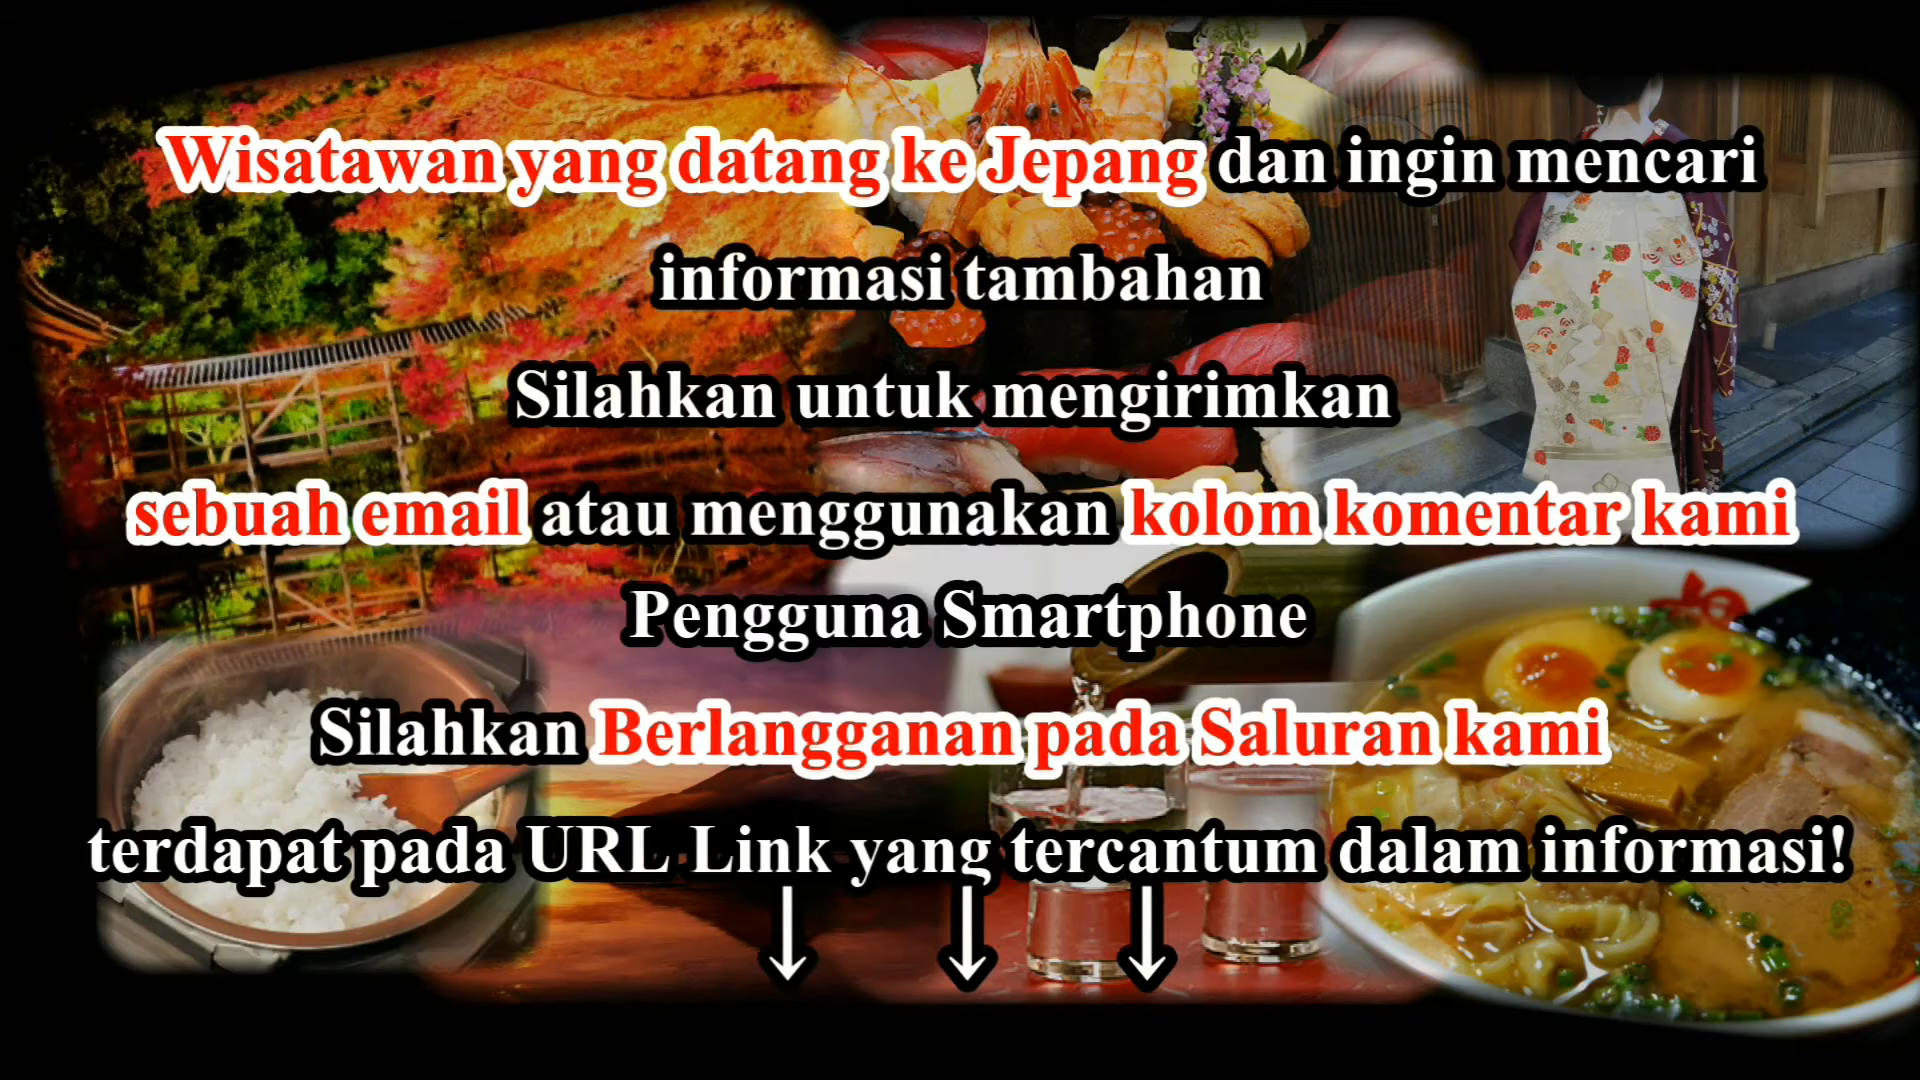 Wisatawan yang datang ke Jepang dan ingin mencari
informasi tambahan
Silahkan untuk mengirimkan
sebuah email atau menggunakan kolom komentar kami
Pengguna Smartphone
Silahkan Berlangganan pada Saluran kami
terdapat pada URL Link yang tercantum dalam informasi!
↓ ↓ ↓